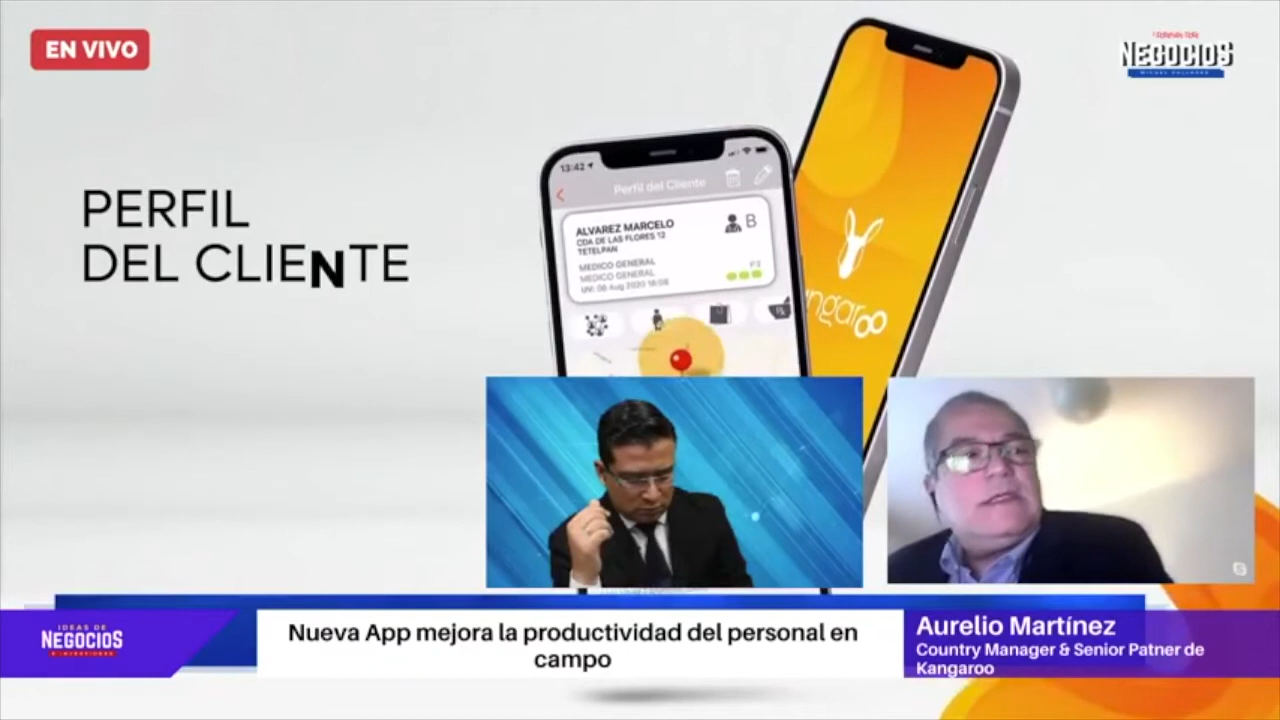 EN VIVO
NEGOCIOS
PERFIL
DEL CLIENTE
13:42
Perfil del Cliente
ALVAREZ MARCELO
CDA DE LAS FLORES 12
TETELPAN
B
MEDICO GENERAL
MEDICO GENERAL
UVI: 08 Aug 2020 18:08
F2
ngaroo
IDEAS DE
NEGOCIOS
Nueva App mejora la productividad del personal en
campo
Aurelio Martínez
Country Manager & Senior Patner de
Kangaroo